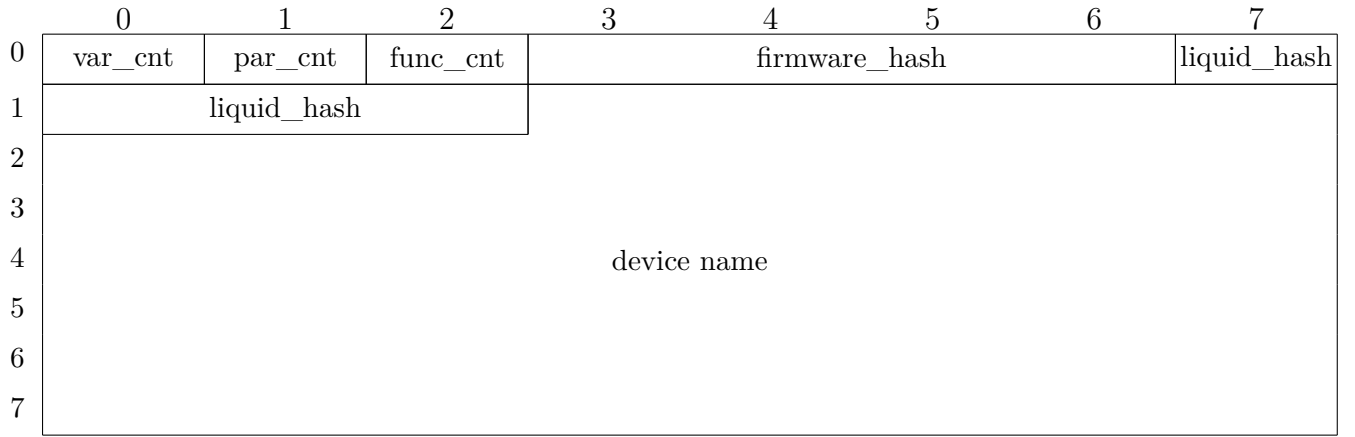 0 1 2 3 4 5 6 7
0 var_cnt par_cnt func_cnt firmware_hash liquid_hash
1 liquid_hash
2
3
4 device name
5
6
7